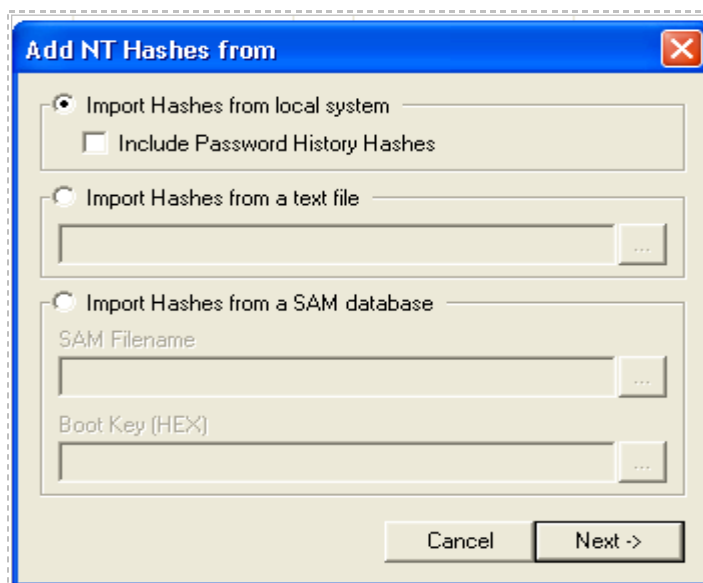 Add NT Hashes from
Import Hashes from local system
Include Password History Hashes
Import Hashes from a text file
...
Import Hashes from a SAM database
SAM Filename
...
Boot Key (HEX)
...
Cancel
Next ->